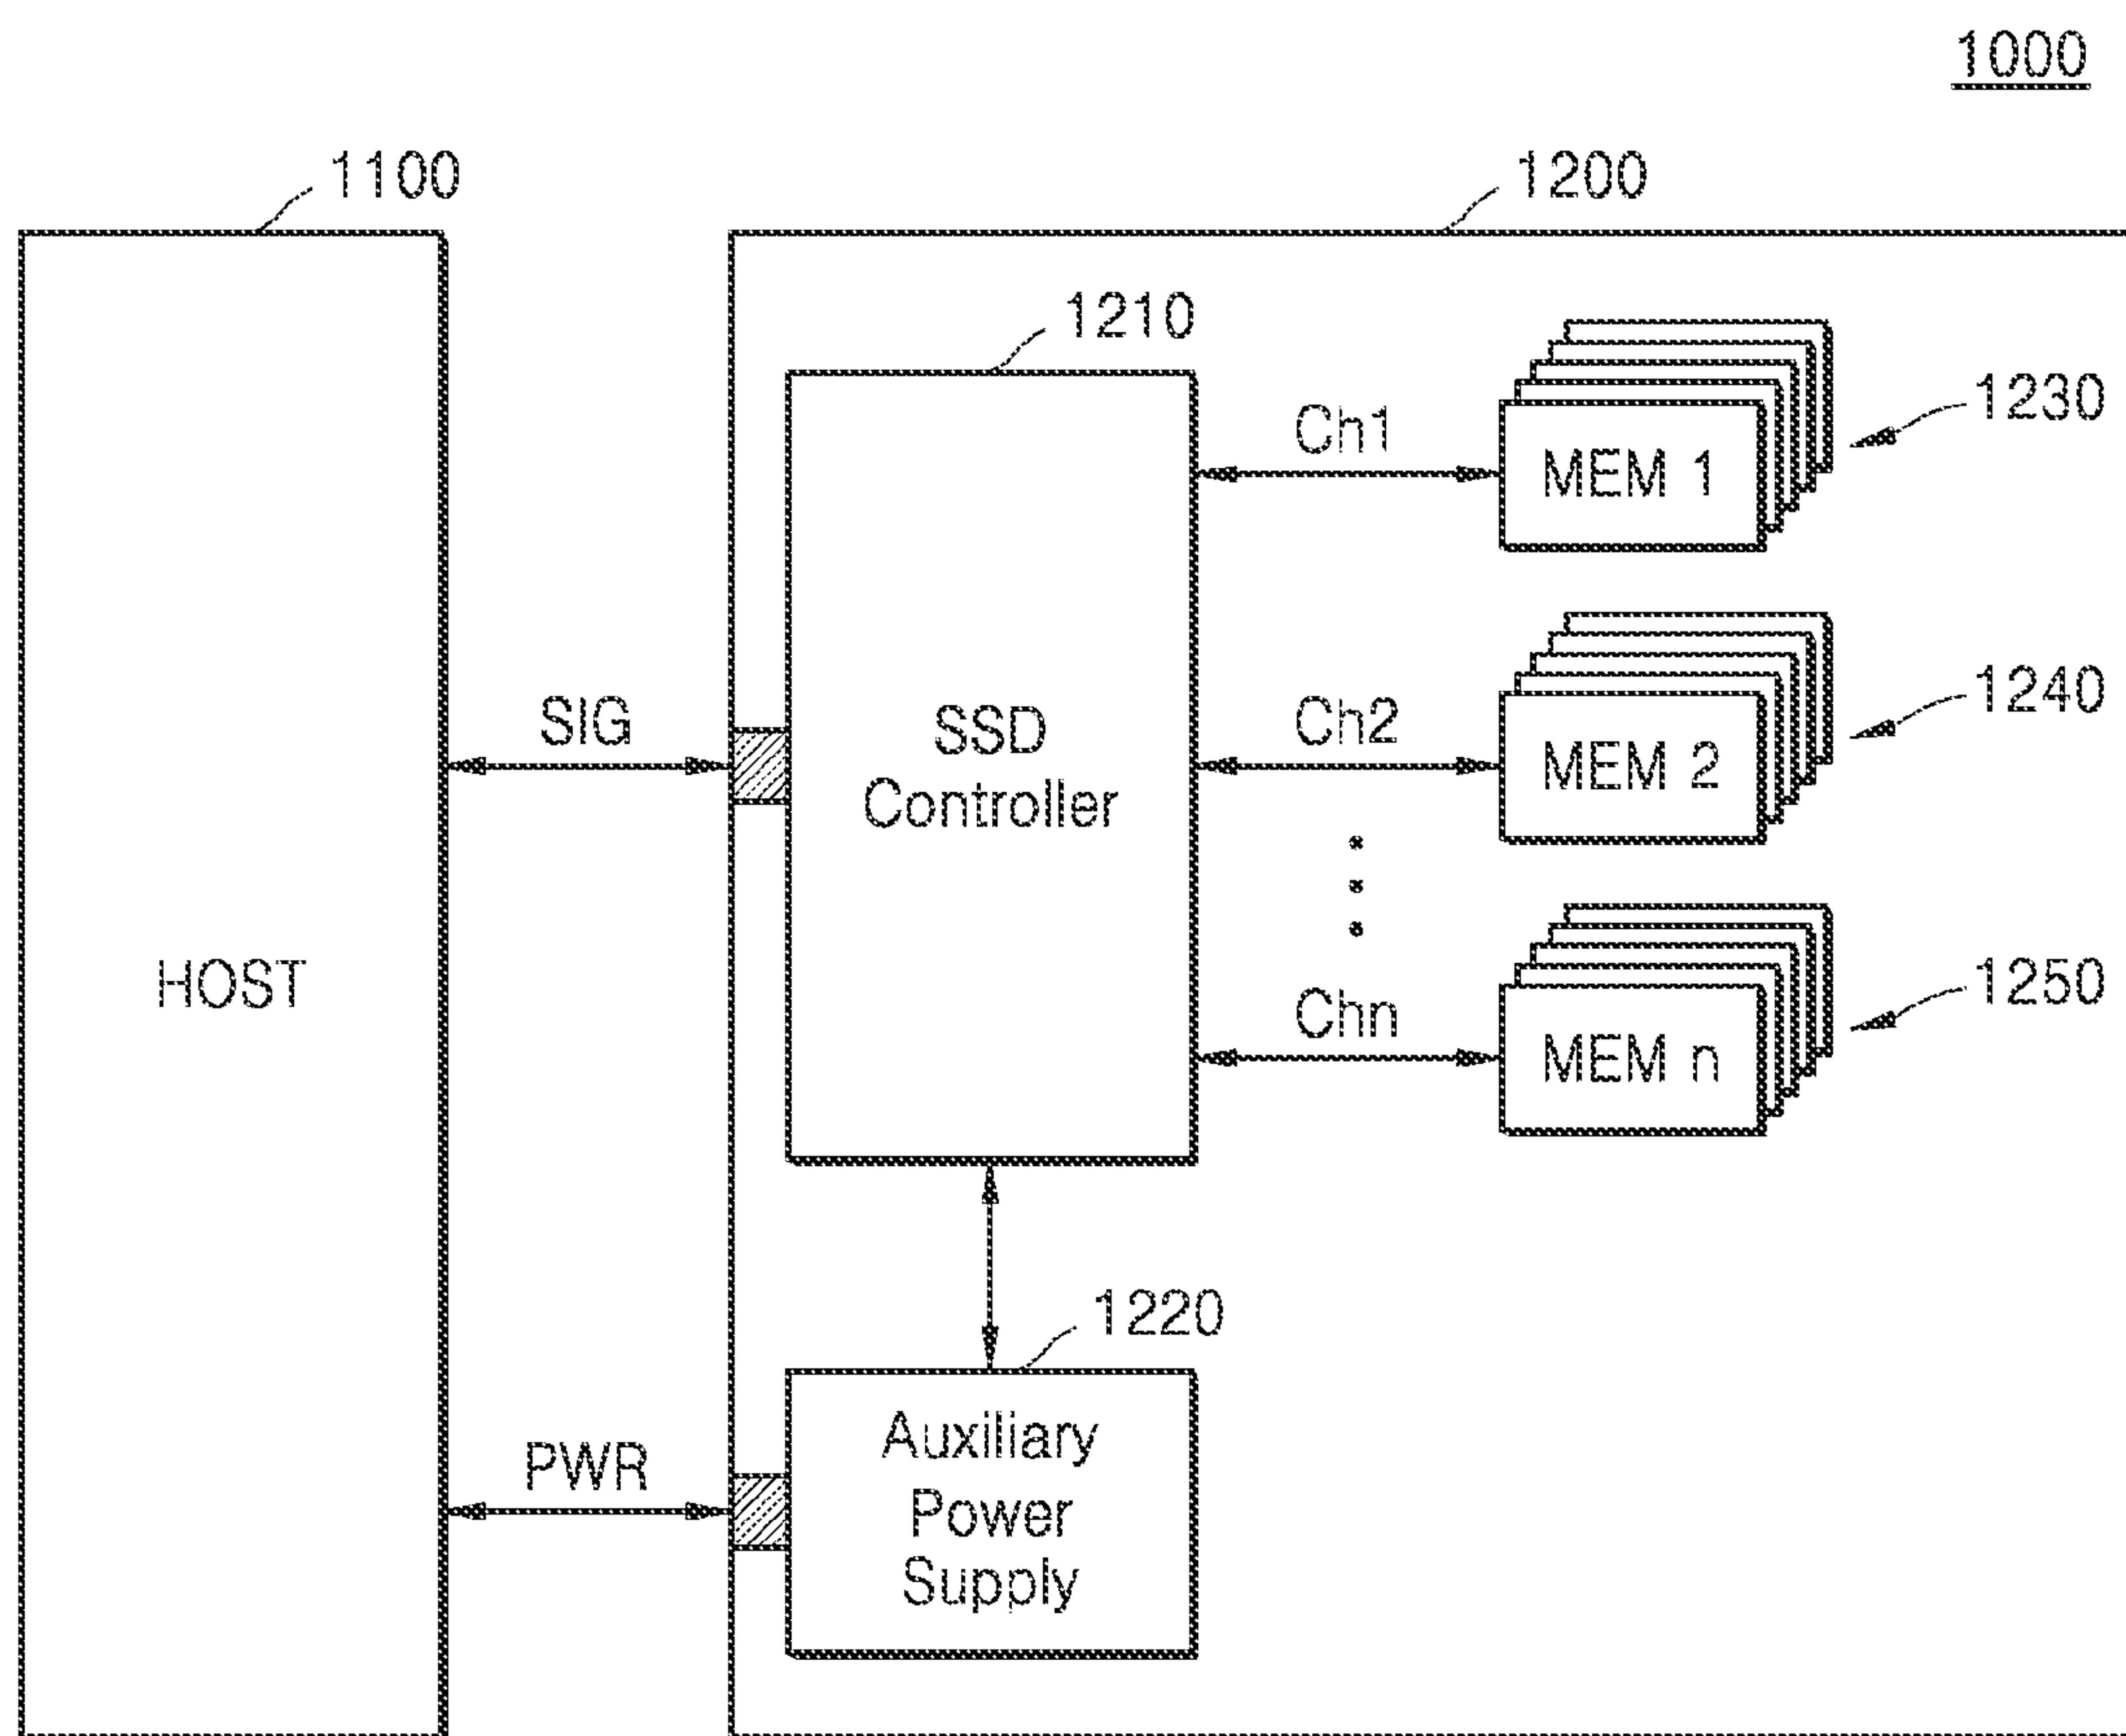 1000
1100
1200
1210
Ch1
MEM 1
1230
SIG
SSD
Controller
Ch2
MEM 2
1240
HOST
Chn
MEM n
1250
1220
PWR
Auxiliary
Power
Supply